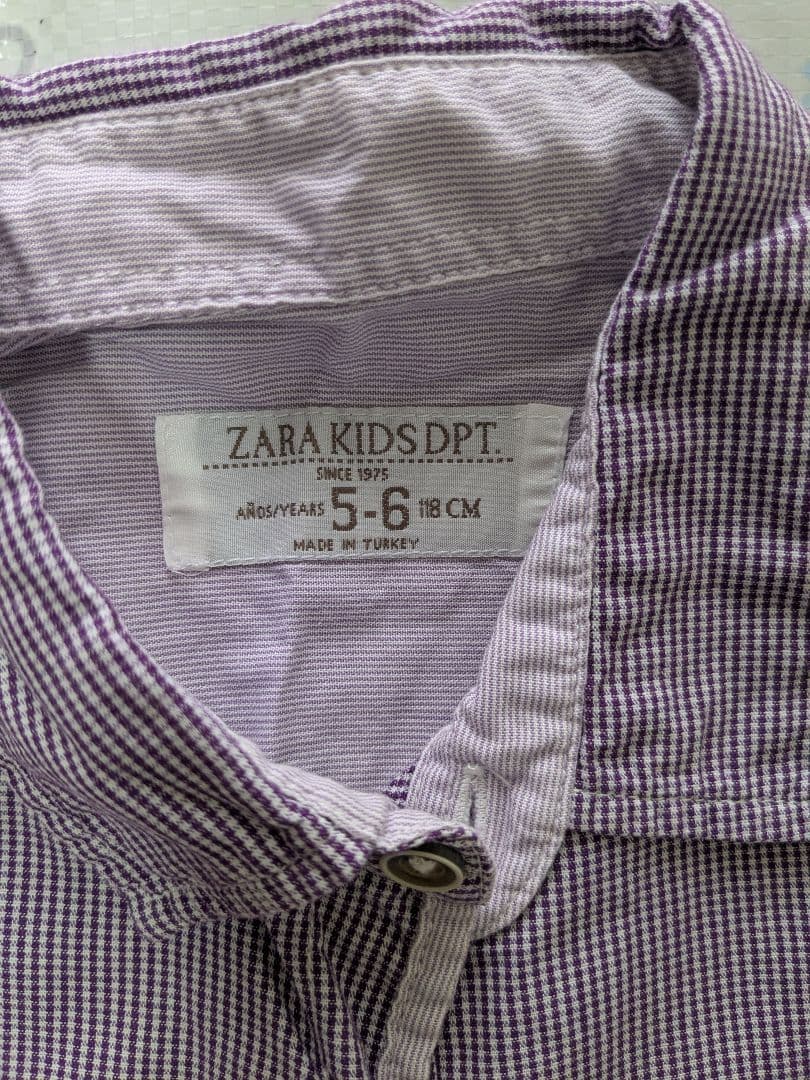 ZARA KIDS DPT.
SINCE 1975
AÑOS/YEARS 5-6 118 CM
MADE IN TURKEY